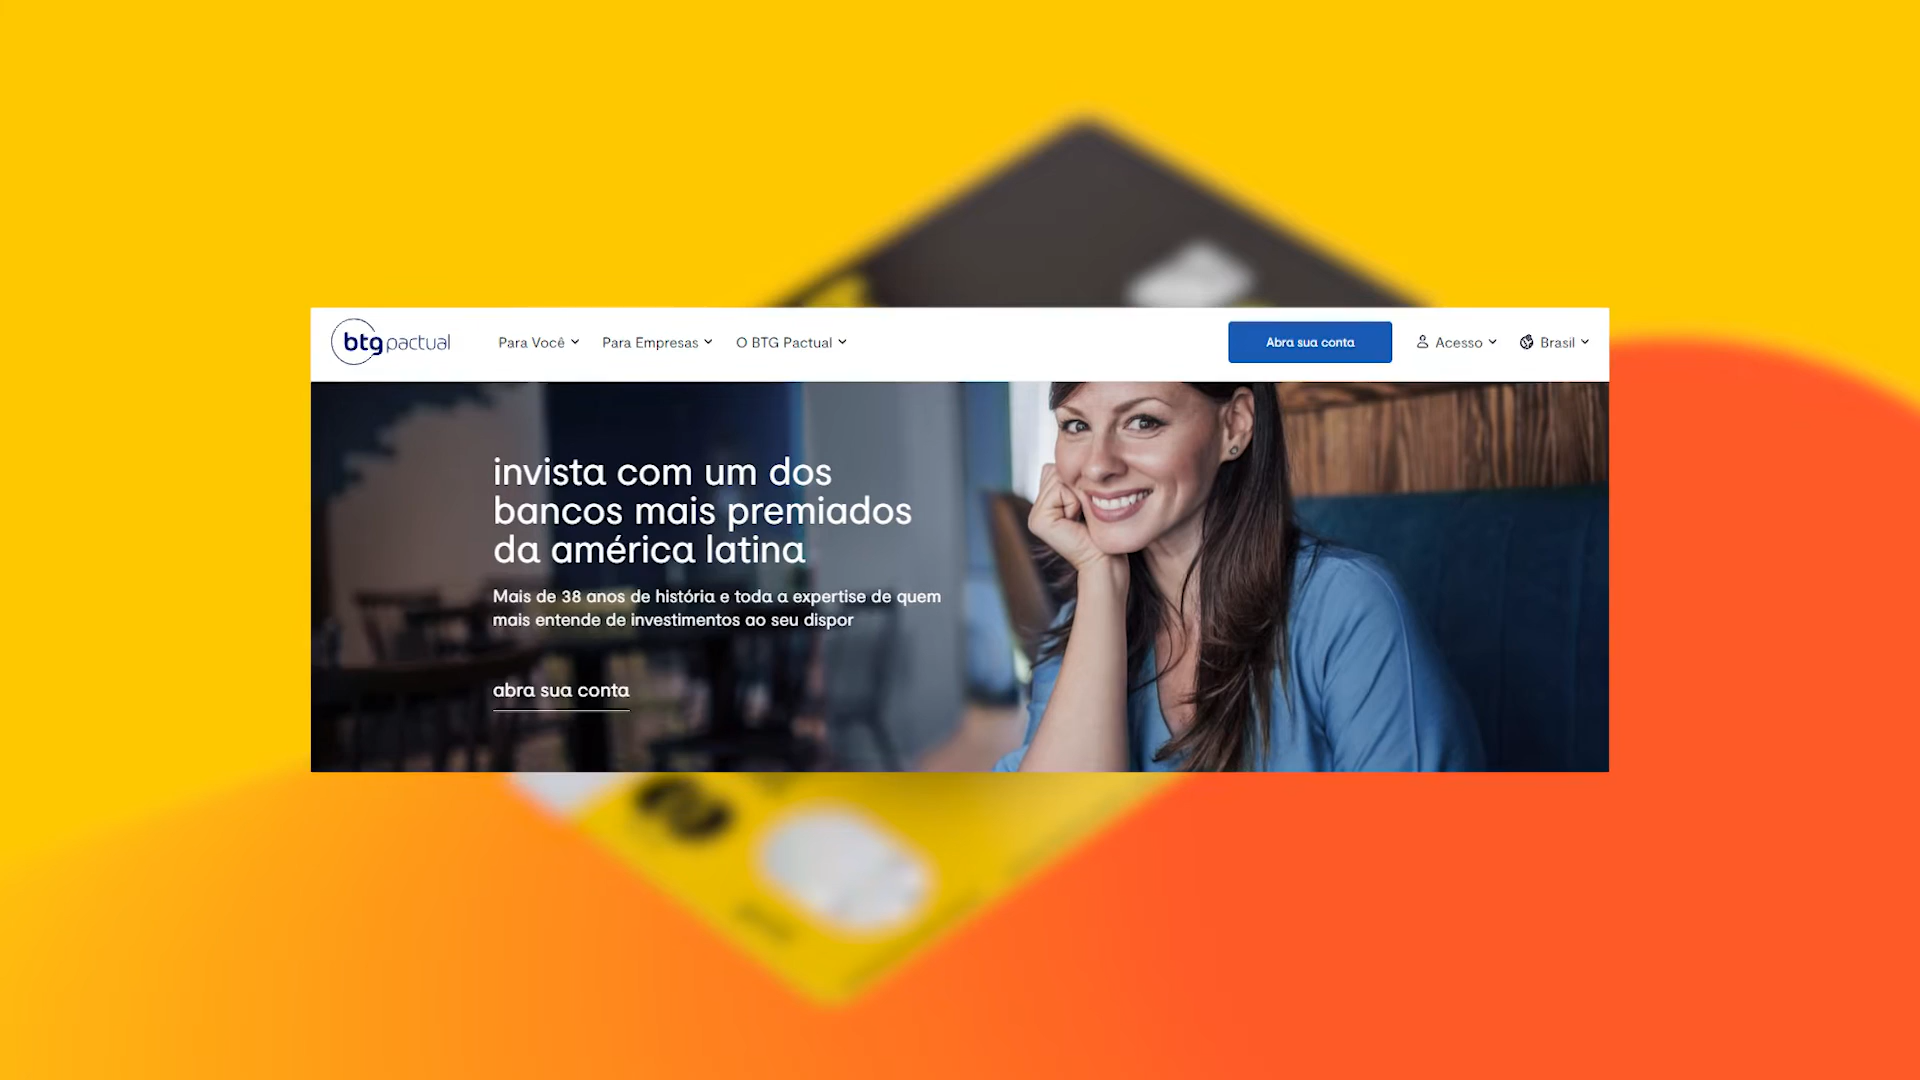 btgpactual
Para Você
Para Empresas
O BTG Pactual
Abra sua conta
Acesso
Brasil
invista com um dos
bancos mais premiados
da américa latina
Mais de 38 anos de história e toda a expertise de quem
mais entende de investimentos ao seu dispor
abra sua conta